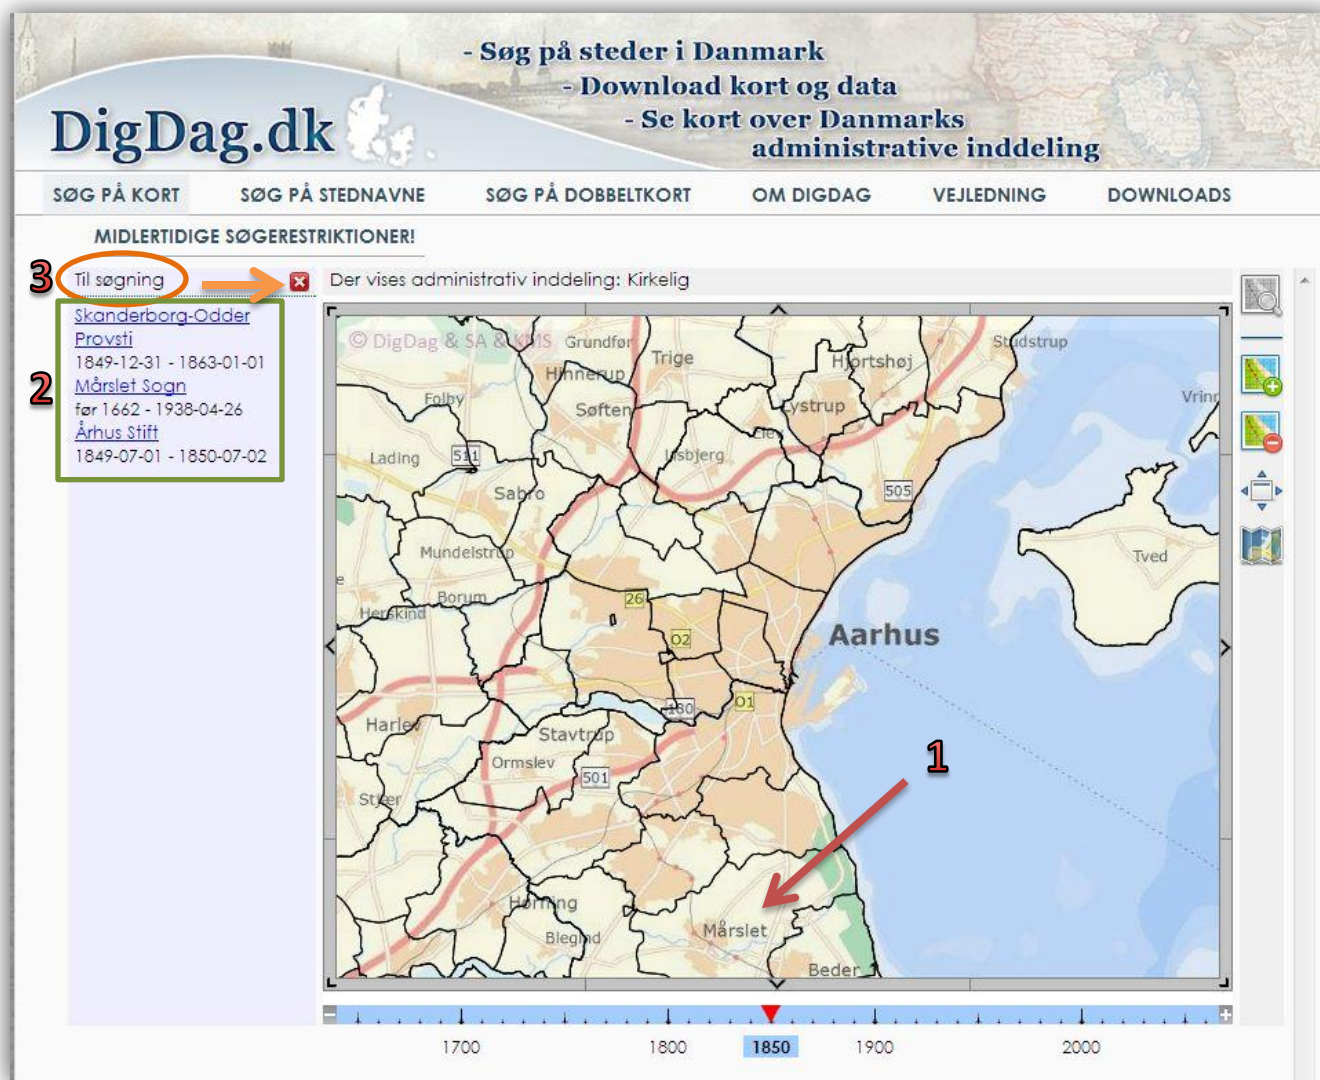 - Søg på steder i Danmark
- Download kort og data
- Se kort over Danmarks
administrative inddeling
DigDag.dk
SØG PÅ KORT SØG PÅ STEDNAVNE SØG PÅ DOBBELTKORT OM DIGDAG VEJLEDNING DOWNLOADS
MIDLERTIDIGE SØGERESTRIKTIONER!
3
Til søgning
Der vises administrativ inddeling: Kirkelig
Skanderborg-Odder
Provsti
1849-12-31 - 1863-01-01
2
Mårslet Sogn
før 1662 - 1938-04-26
Århus Stift
1849-07-01 - 1850-07-02
© DigDag & SA & KMS
Grundfør
Trige
Hjortshøj
Studstrup
Hinnerup
Folby
Søften
Lystrup
Elev
Lisbjerg
Lading
511
Sabro
505
Mundelstrup
Tved
Borum
Herskind
26
O2
Aarhus
180
O1
Harlev
Stavtrup
Ormslev
501
1
Hørning
Blegind
Mårslet
Beder
1700 1800 1850 1900 2000